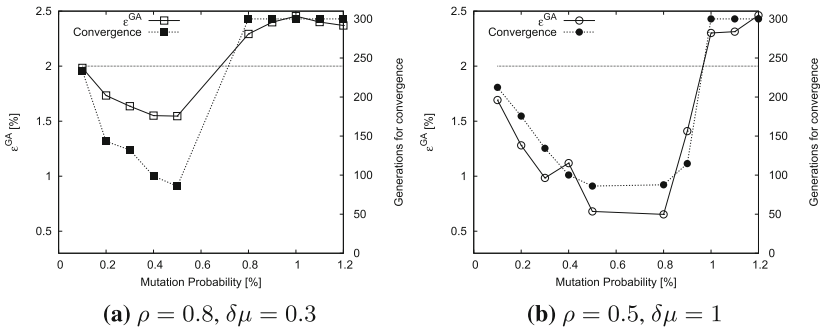 2.5
2
1.5
1
0.5
ε^GA [%]
ε^GA
Convergence
300
250
200
150
100
50
0
Generations for convergence
0 0.2 0.4 0.6 0.8 1 1.2
Mutation Probability [%]
(a) ρ = 0.8, δμ = 0.3
2.5
2
1.5
1
0.5
ε^GA [%]
ε^GA
Convergence
300
250
200
150
100
50
0
Generations for convergence
0 0.2 0.4 0.6 0.8 1 1.2
Mutation Probability [%]
(b) ρ = 0.5, δμ = 1